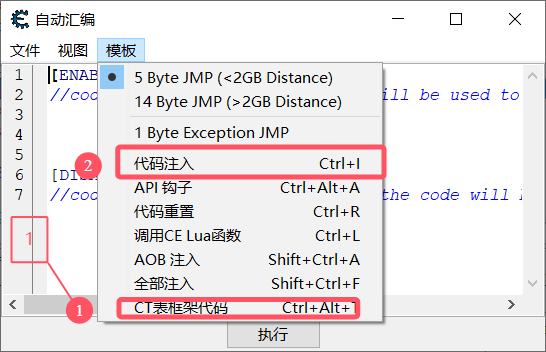 自动汇编
文件 视图 模板
1 [ENAB
2 //cod
ill be used to
3
4
5
6 [DIS
7 //cod
the code will
5 Byte JMP (<2GB Distance)
14 Byte JMP (>2GB Distance)
1 Byte Exception JMP
代码注入 Ctrl+I
API 钩子 Ctrl+Alt+A
代码重置 Ctrl+R
调用CE Lua函数 Ctrl+L
AOB 注入 Shift+Ctrl+A
全部注入 Shift+Ctrl+F
CT表框架代码 Ctrl+Alt+T
2
1
1
执行